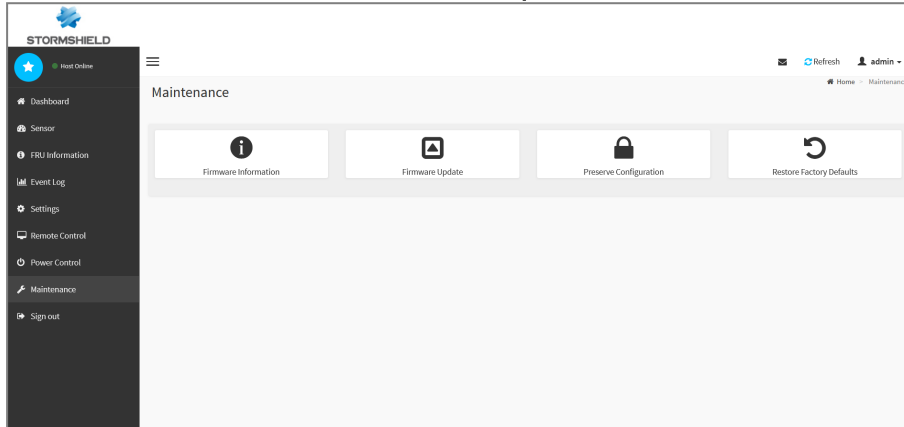 STORMSHIELD
Host Online
Refresh admin
Home > Maintenanc
Maintenance
Dashboard
Sensor
FRU Information
Event Log
Settings
Remote Control
Power Control
Maintenance
Sign out
Firmware Information
Firmware Update
Preserve Configuration
Restore Factory Defaults